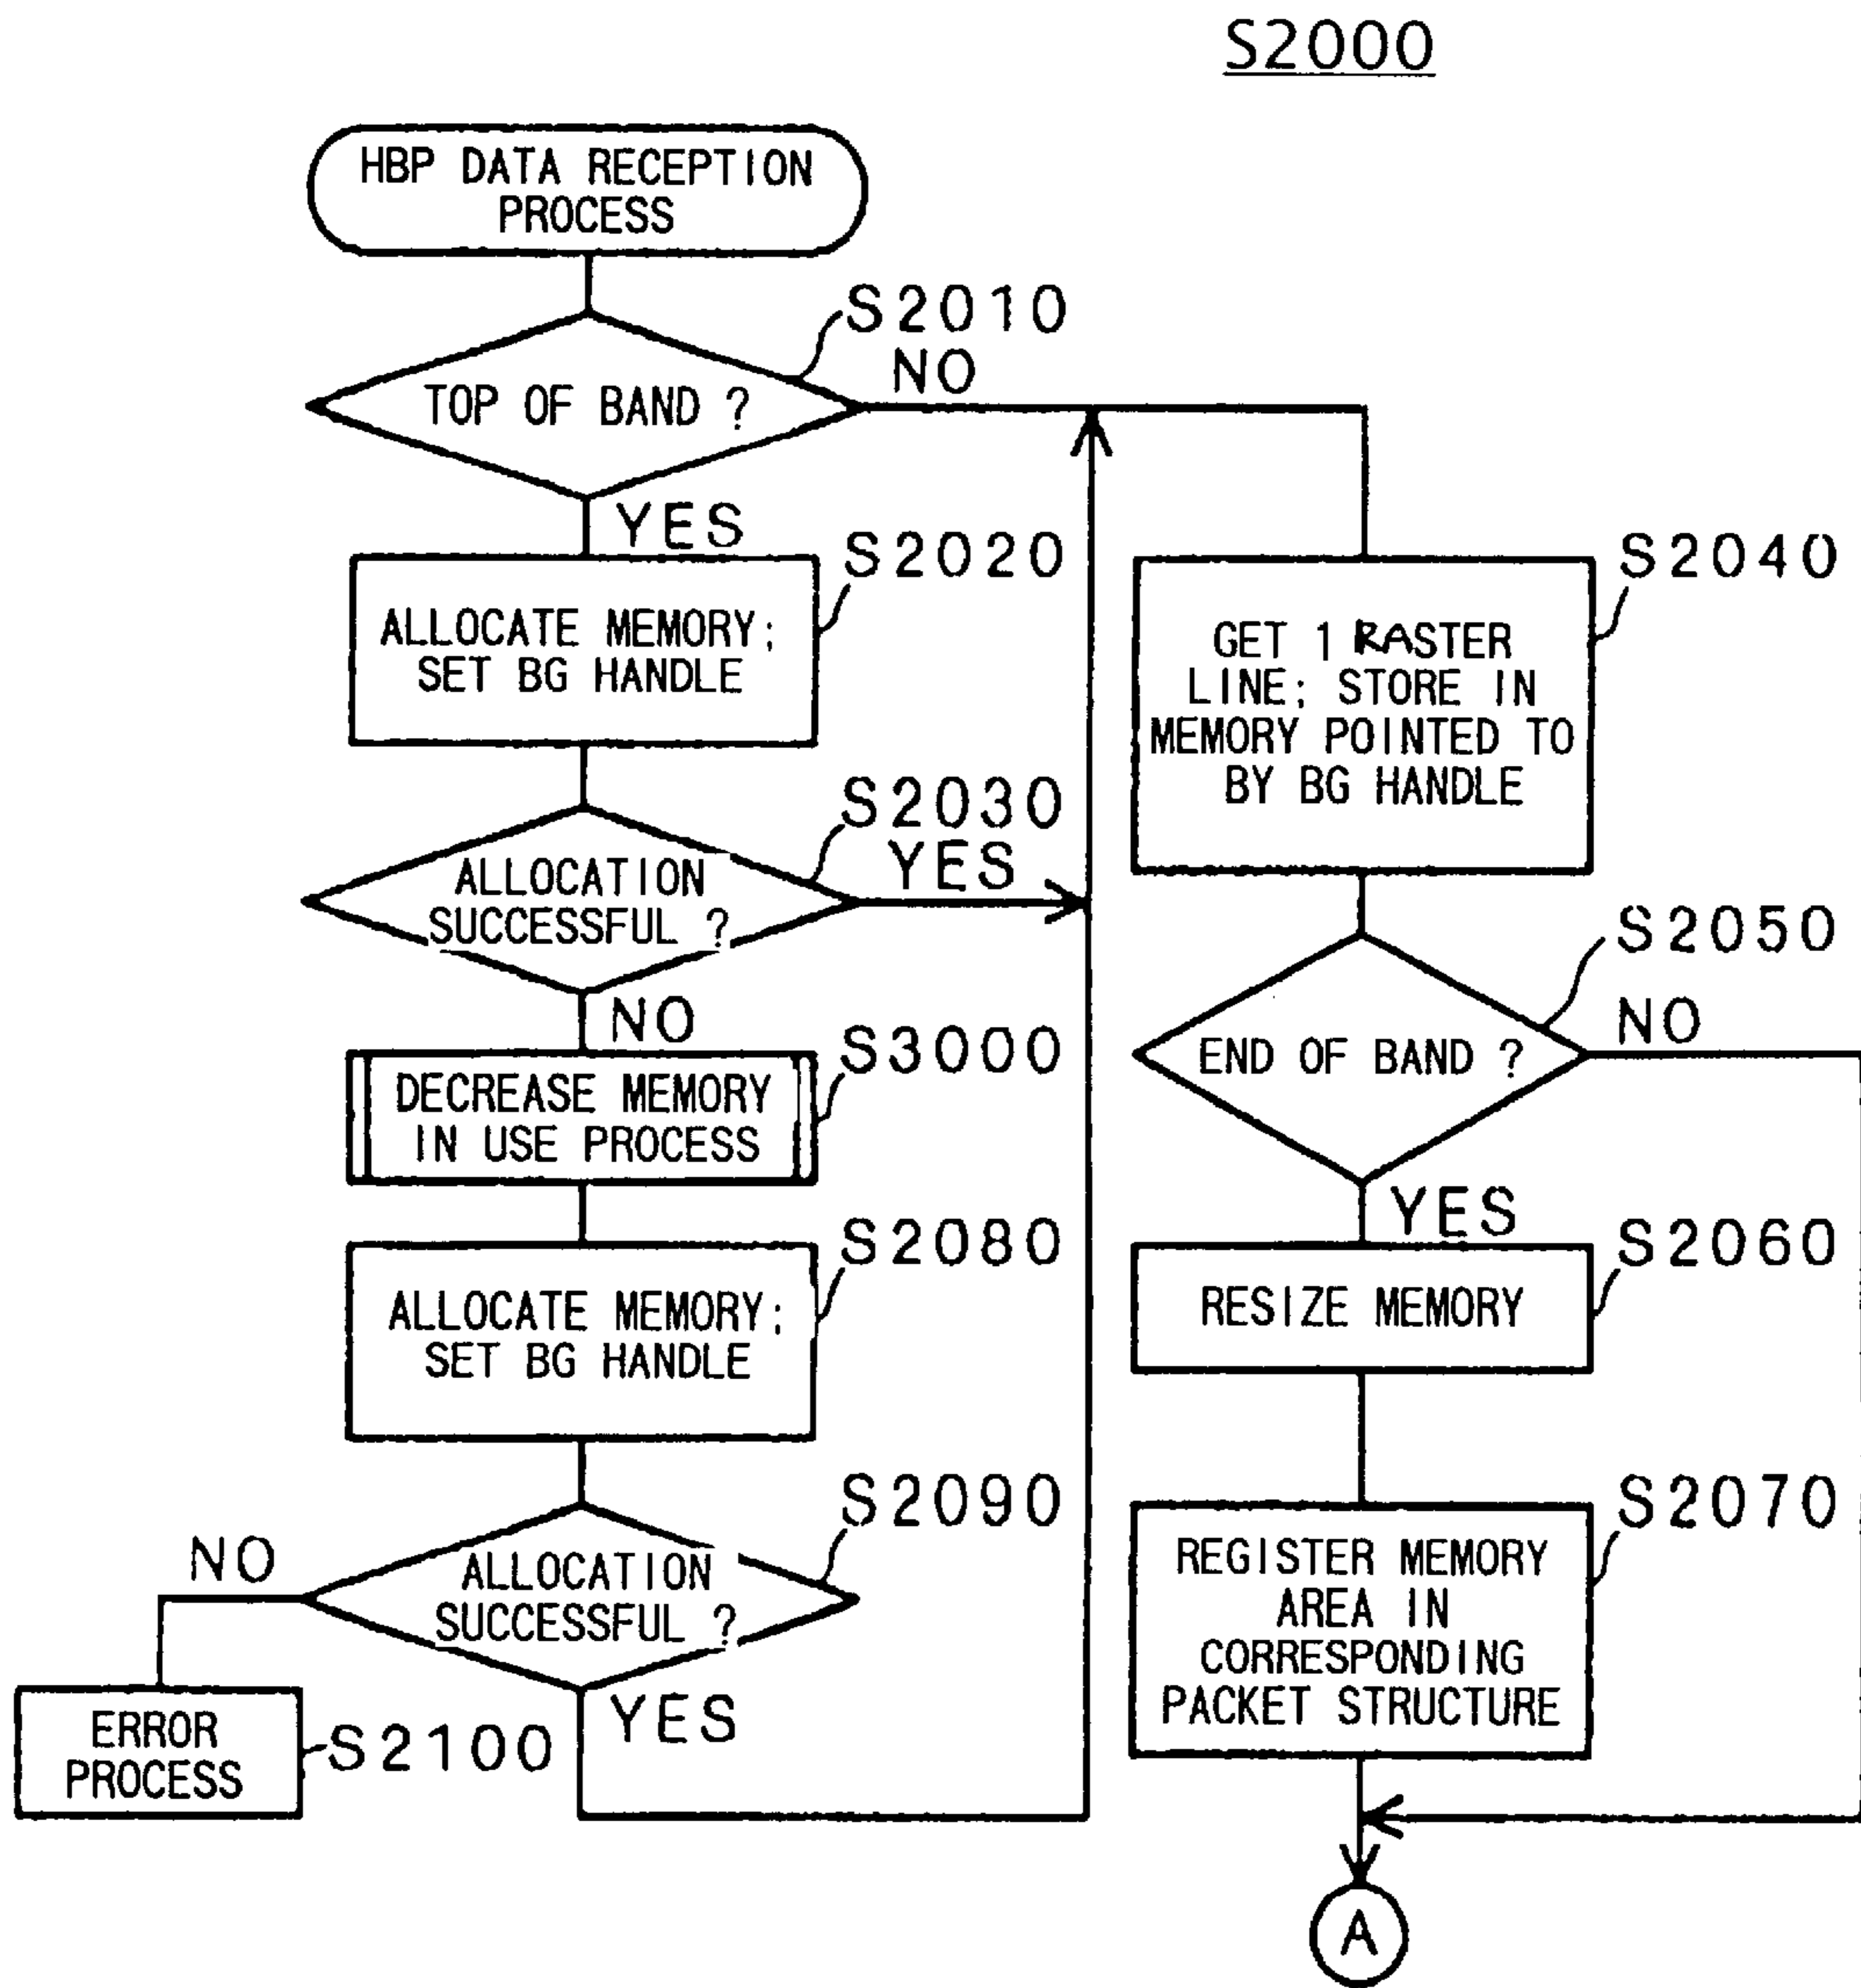 S2000
HBP DATA RECEPTION
PROCESS
S2010
TOP OF BAND ?
NO
YES
S2020
ALLOCATE MEMORY;
SET BG HANDLE
S2030
ALLOCATION
SUCCESSFUL ?
YES
NO
S3000
DECREASE MEMORY
IN USE PROCESS
S2080
ALLOCATE MEMORY;
SET BG HANDLE
S2090
ALLOCATION
SUCCESSFUL ?
NO
YES
ERROR
PROCESS
S2100
S2040
GET 1 RASTER
LINE; STORE IN
MEMORY POINTED TO
BY BG HANDLE
S2050
END OF BAND ?
NO
YES
S2060
RESIZE MEMORY
S2070
REGISTER MEMORY
AREA IN
CORRESPONDING
PACKET STRUCTURE
A